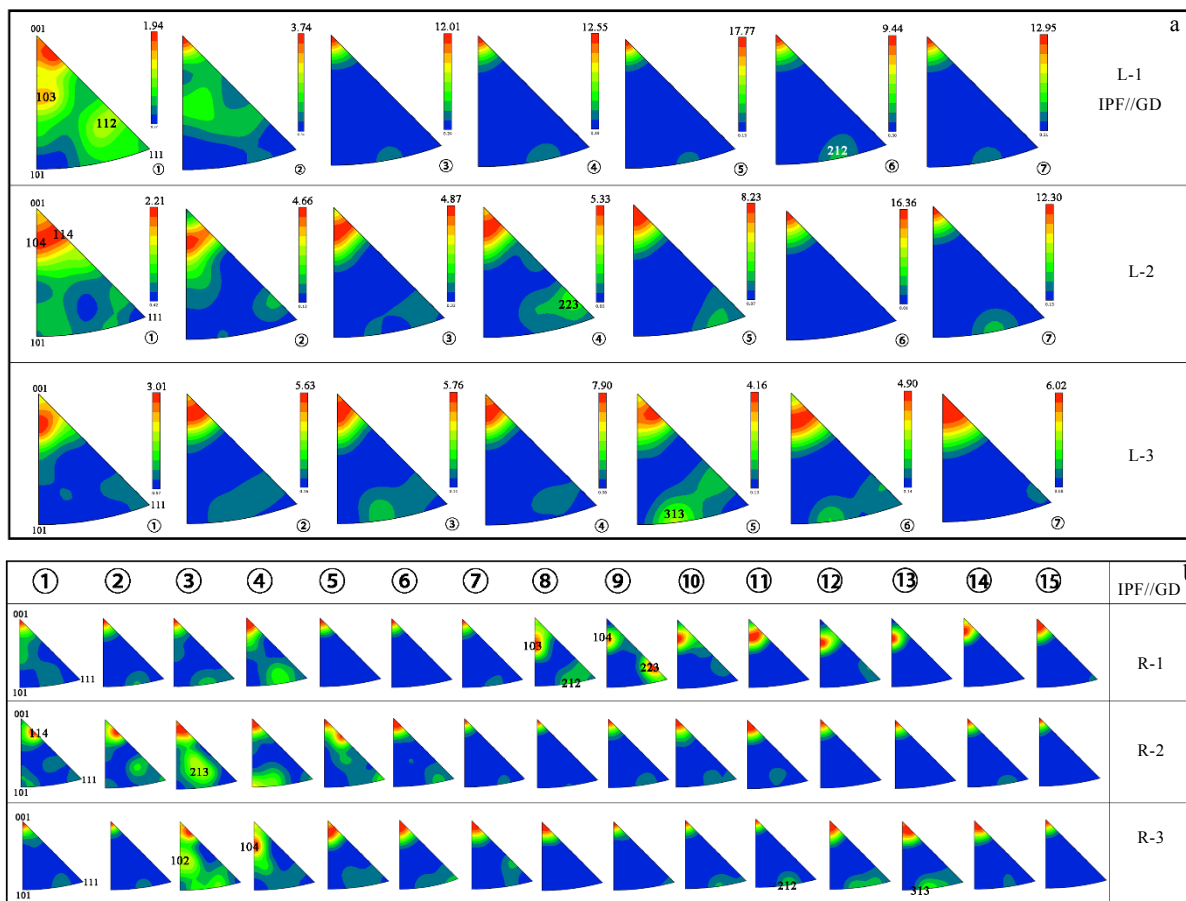 a
001 1.94 3.74 12.01 12.55 17.77 9.44 12.95
L-1
IPF//GD
103
112
212
111
101 ① ② ③ ④ ⑤ ⑥ ⑦
001 2.21 4.66 4.87 5.33 8.23 16.36 12.30
114
104
L-2
223
111
101 ① ② ③ ④ ⑤ ⑥ ⑦
001 3.01 5.63 5.76 7.90 4.16 4.90 6.02
L-3
111
313
101 ① ② ③ ④ ⑤ ⑥ ⑦
① ② ③ ④ ⑤ ⑥ ⑦ ⑧ ⑨ ⑩ ⑪ ⑫ ⑬ ⑭ ⑮ IPF//GD
001
103 104
R-1
223
111 212
101
001
114
R-2
213
111
101
001
R-3
104
102
111 212 313
101